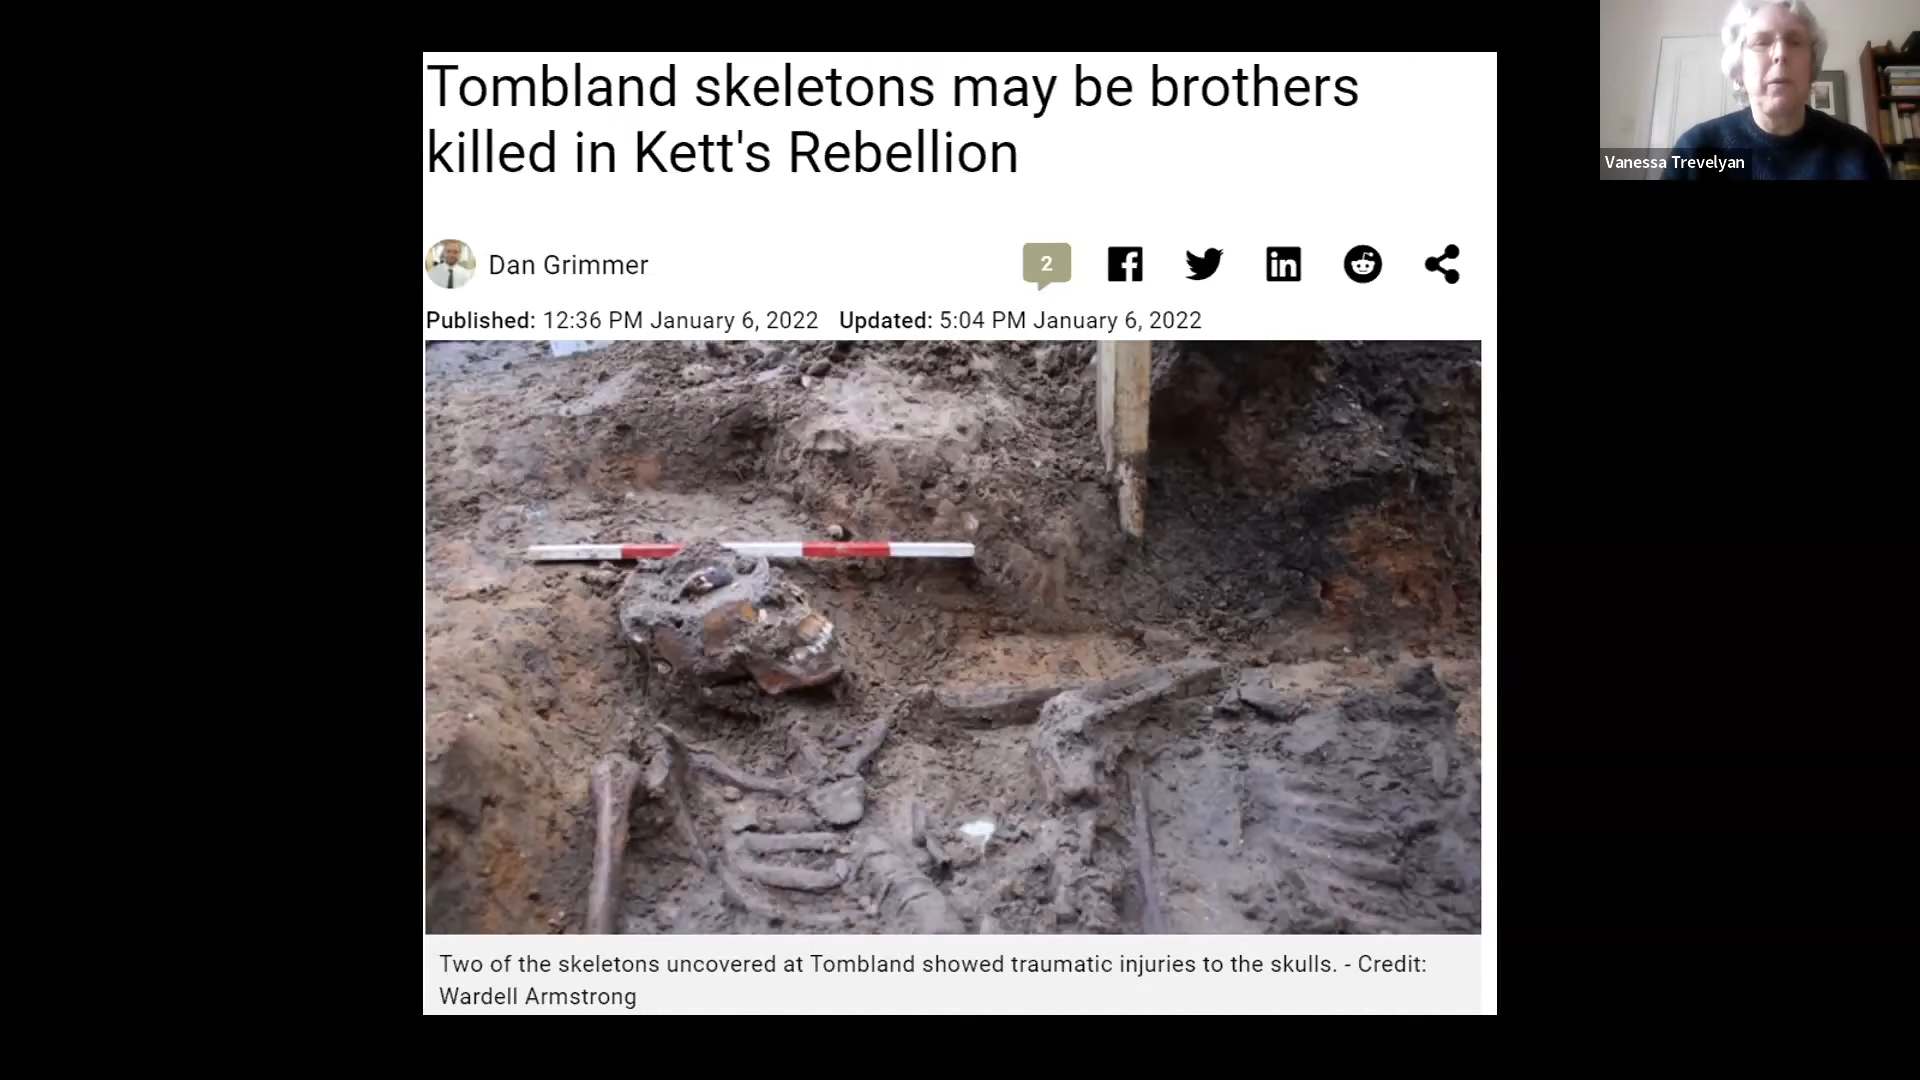 Tombland skeletons may be brothers
killed in Kett's Rebellion
Dan Grimmer
2
Published: 12:36 PM January 6, 2022 Updated: 5:04 PM January 6, 2022
Two of the skeletons uncovered at Tombland showed traumatic injuries to the skulls. - Credit:
Wardell Armstrong
Vanessa Trevelyan